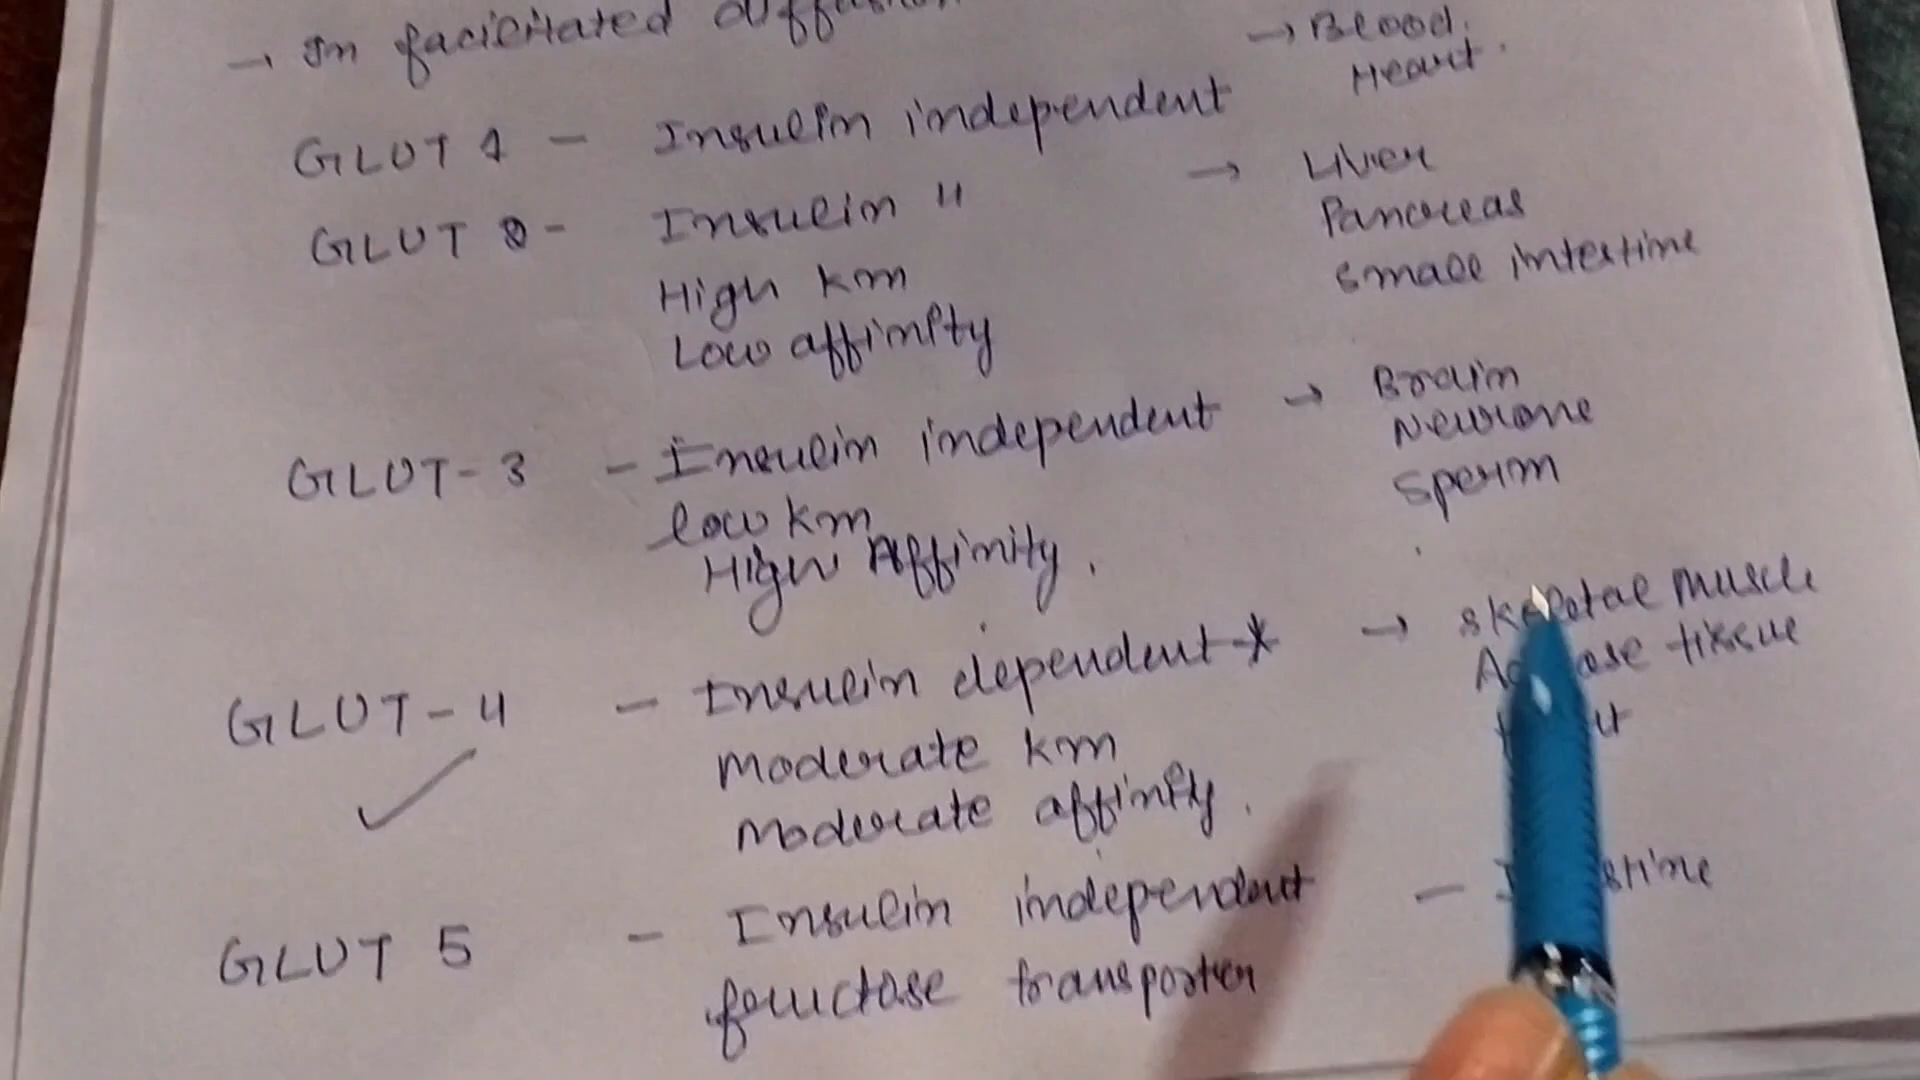 → In facilitated diffusion
→ Blood.
Heart.
GLUT 1 - Insulin independent
GLUT 2 - Insulin "
High km
Low affinity
→ Liver
Pancreas
Small intestine
GLUT-3 - Insulin independent
low km
High Affinity.
→ Brain
Neurone
Sperm
GLUT-4 - Insulin dependent *
moderate km
moderate affinity.
→ Skeletal muscle
tissue
GLUT 5 - Insulin independent
fructose transporter